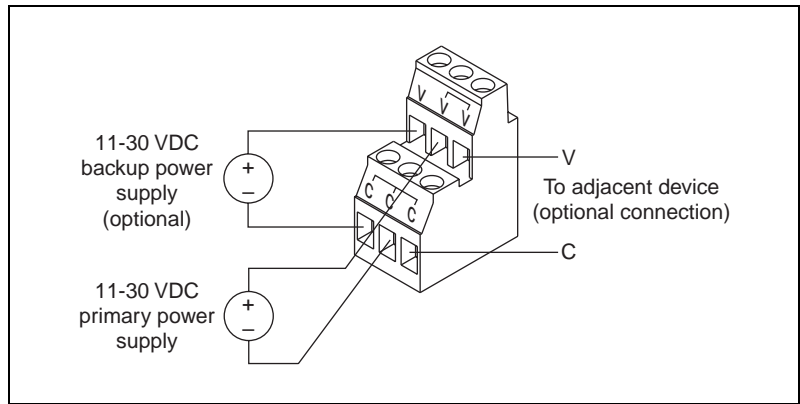 V V V
11-30 VDC
backup power
supply
(optional)
+
–
V
To adjacent device
(optional connection)
C C C
C
11-30 VDC
primary power
supply
+
–